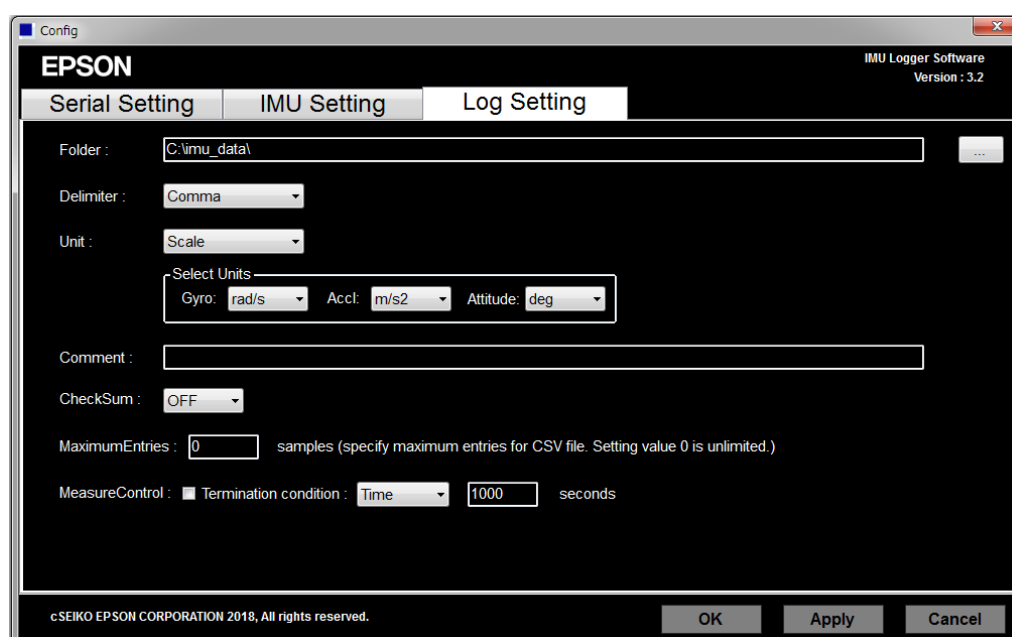 Config
EPSON
IMU Logger Software
Version : 3.2
Serial Setting IMU Setting Log Setting
Folder : C:\imu_data\ ...
Delimiter : Comma
Unit : Scale
Select Units
Gyro: rad/s Accl: m/s2 Attitude: deg
Comment :
CheckSum : OFF
MaximumEntries : 0 samples (specify maximum entries for CSV file. Setting value 0 is unlimited.)
MeasureControl : Termination condition : Time 1000 seconds
cSEIKO EPSON CORPORATION 2018, All rights reserved.
OK Apply Cancel